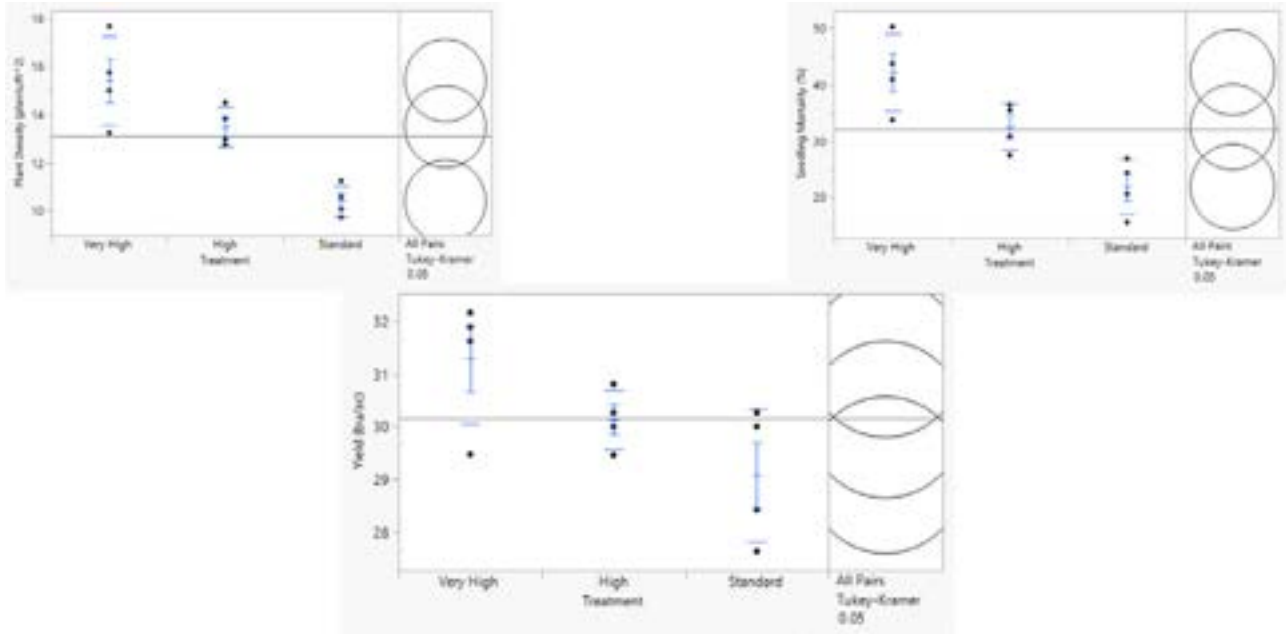 Plant Density (plants/ft^2)
18
16
14
12
10
Very High
High
Standard
Treatment
All Pairs
Tukey-Kramer
0.05
Seedling Mortality (%)
50
40
30
20
Very High
High
Standard
Treatment
All Pairs
Tukey-Kramer
0.05
Yield (bu/ac)
32
31
30
29
28
Very High
High
Standard
Treatment
All Pairs
Tukey-Kramer
0.05